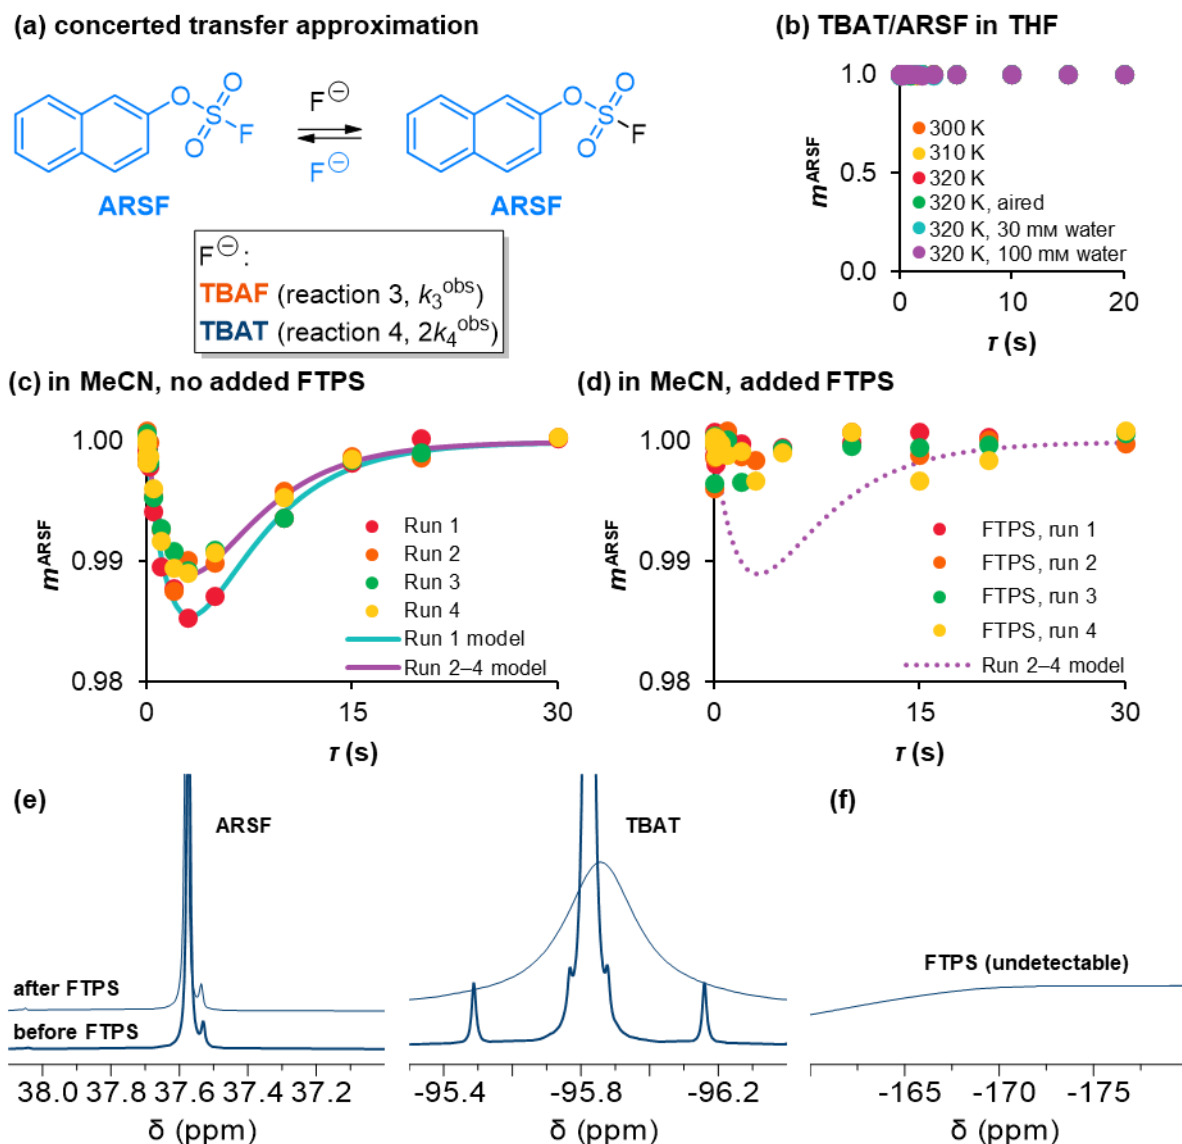 (a) concerted transfer approximation
O
O
S
F
O
ARSF
F⊖
F⊖
O
O
S
F
O
ARSF
F⊖:
TBAF (reaction 3, k₃ᵒᵇˢ)
TBAT (reaction 4, 2k₄ᵒᵇˢ)
(b) TBAT/ARSF in THF
1.0
0.5
0.0
mᴬᴿˢᶠ
300 K
310 K
320 K
320 K, aired
320 K, 30 mM water
320 K, 100 mM water
0 10 20
τ (s)
(c) in MeCN, no added FTPS
1.00
0.99
0.98
mᴬᴿˢᶠ
Run 1
Run 2
Run 3
Run 4
Run 1 model
Run 2–4 model
0 15 30
τ (s)
(d) in MeCN, added FTPS
1.00
0.99
0.98
mᴬᴿˢᶠ
FTPS, run 1
FTPS, run 2
FTPS, run 3
FTPS, run 4
Run 2–4 model
0 15 30
τ (s)
(e)
ARSF
after FTPS
before FTPS
38.0 37.8 37.6 37.4 37.2
δ (ppm)
TBAT
-95.4 -95.8 -96.2
δ (ppm)
(f)
FTPS (undetectable)
-165 -170 -175
δ (ppm)